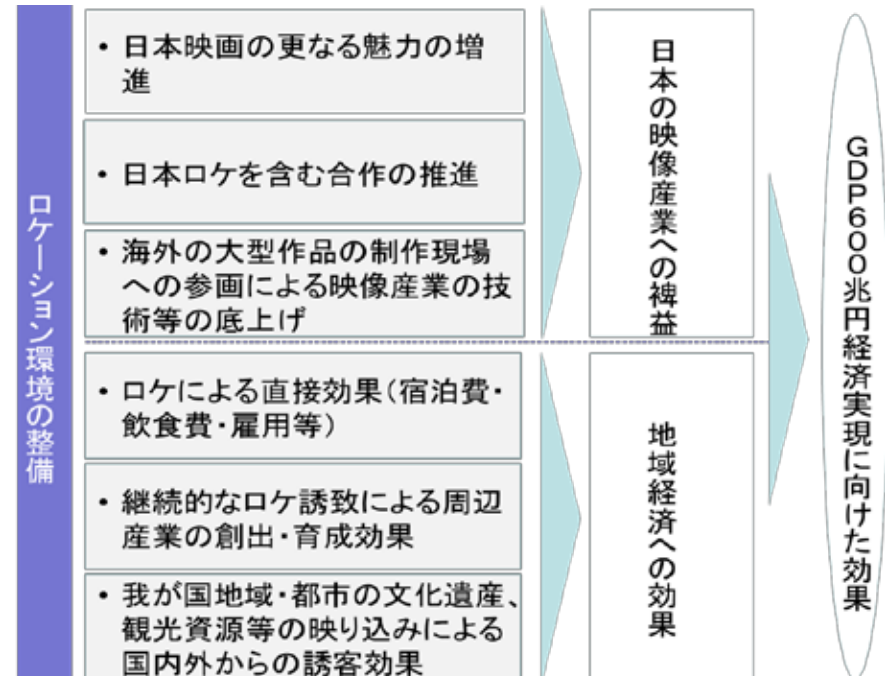 ロケーション環境の整備
・日本映画の更なる魅力の増
進
・日本ロケを含む合作の推進
・海外の大型作品の制作現場
への参画による映像産業の技
術等の底上げ
日本の映像産業への裨益
・ロケによる直接効果（宿泊費・
飲食費・雇用等）
・継続的なロケ誘致による周辺
産業の創出・育成効果
・我が国地域・都市の文化遺産、
観光資源等の映り込みによる
国内外からの誘客効果
地域経済への効果
GDP600兆円経済実現に向けた効果